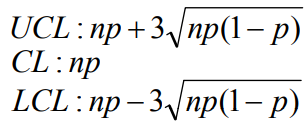 UCL : np + 3√np(1 − p)
CL : np
LCL : np − 3√np(1 − p)